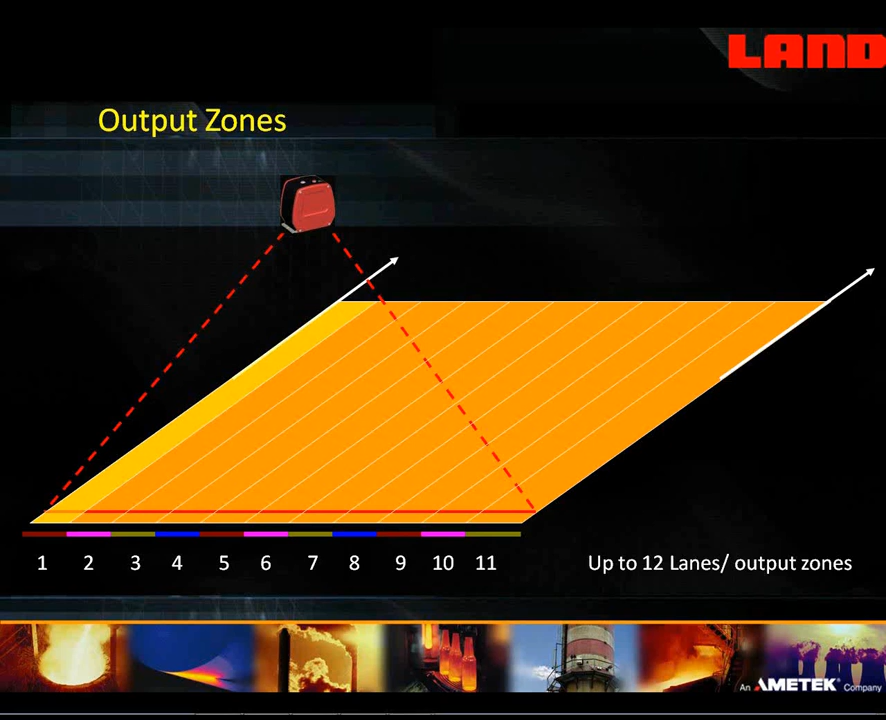 LAND
Output Zones
1 2 3 4 5 6 7 8 9 10 11
Up to 12 Lanes/ output zones
An AMETEK® Company